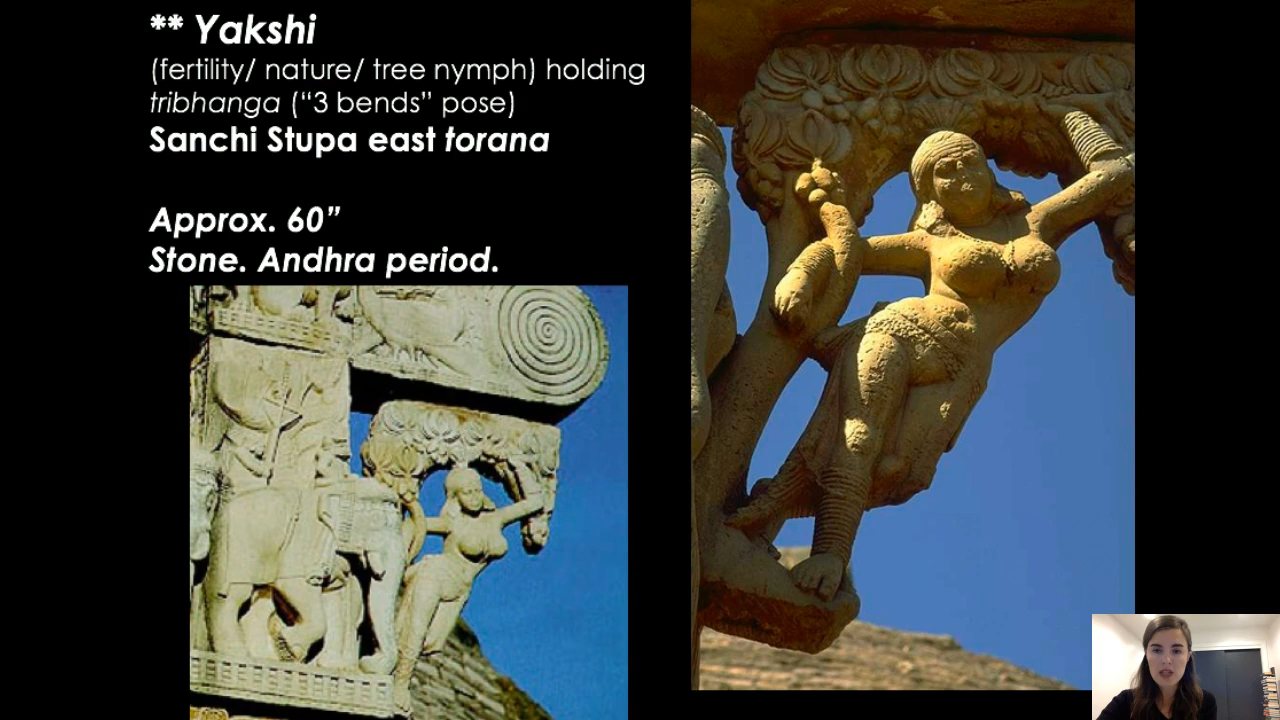 ** Yakshi
(fertility/ nature/ tree nymph) holding
tribhanga (“3 bends” pose)
Sanchi Stupa east torana
Approx. 60”
Stone. Andhra period.